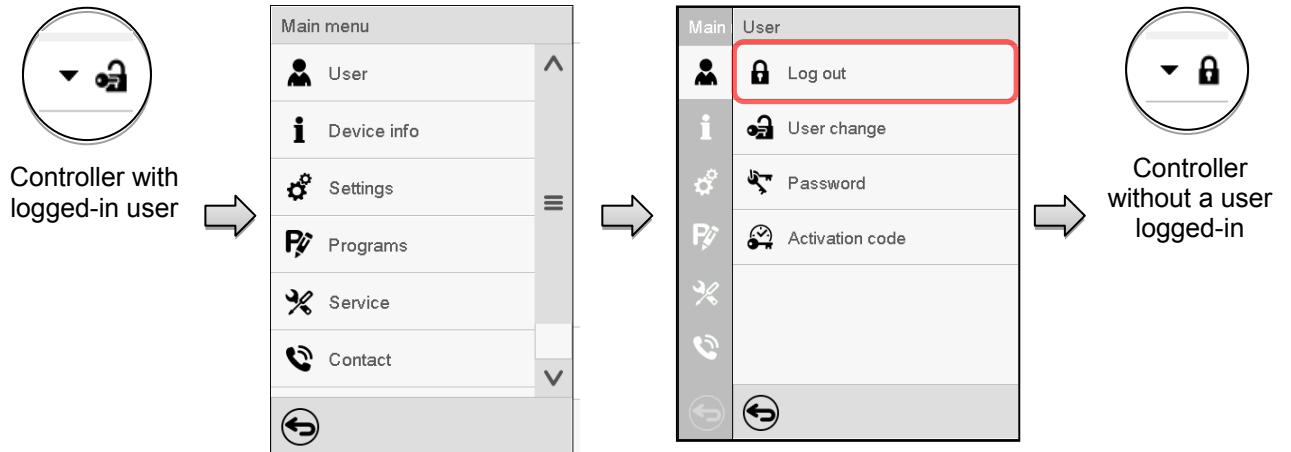 Controller with
logged-in user
Main menu
User
Device info
Settings
Programs
Service
Contact
Main
User
Log out
User change
Password
Activation code
Controller
without a user
logged-in